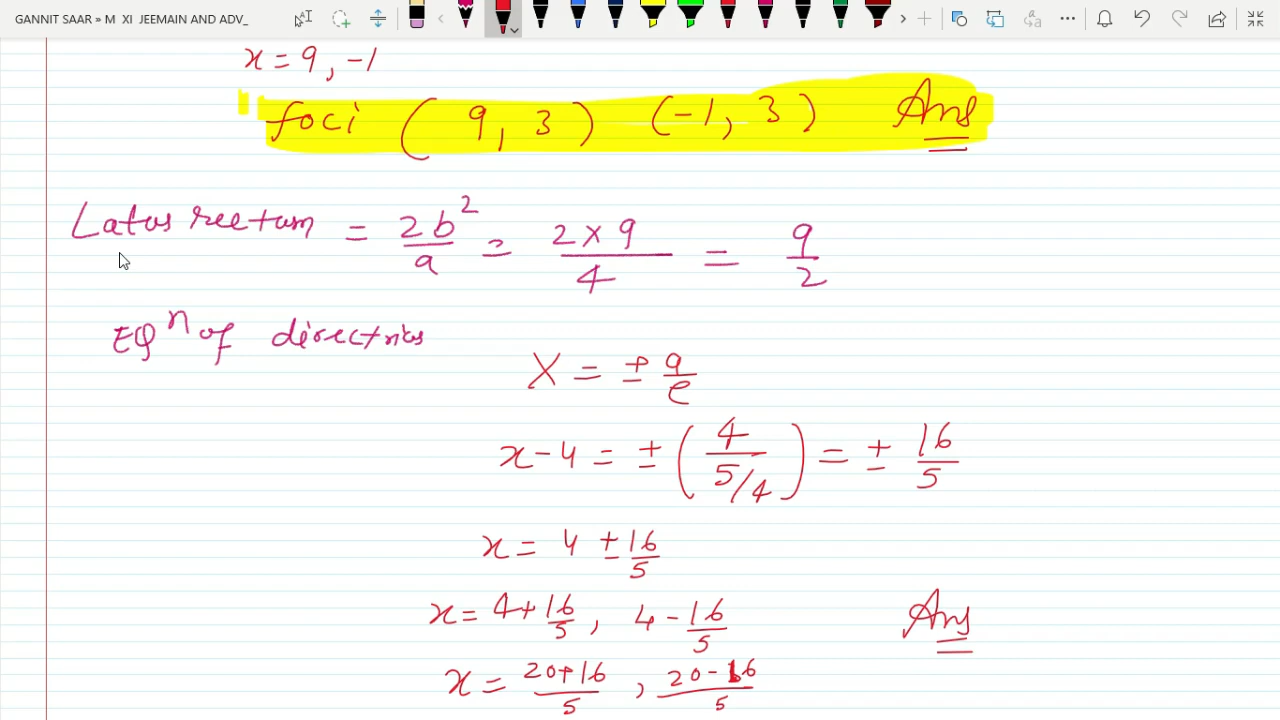 GANNIT SAAR » M XI JEEMAIN AND ADV_
x = 9, -1
foci (9, 3) (-1, 3) Ans
Latus rectum = 2b²/a = 2×9/4 = 9/2
EQⁿ of directrics
X = ± a/e
x - 4 = ± (4/5/4) = ± 16/5
x = 4 ± 16/5
x = 4 + 16/5, 4 - 16/5 Ans
x = 20+16/5, 20-16/5